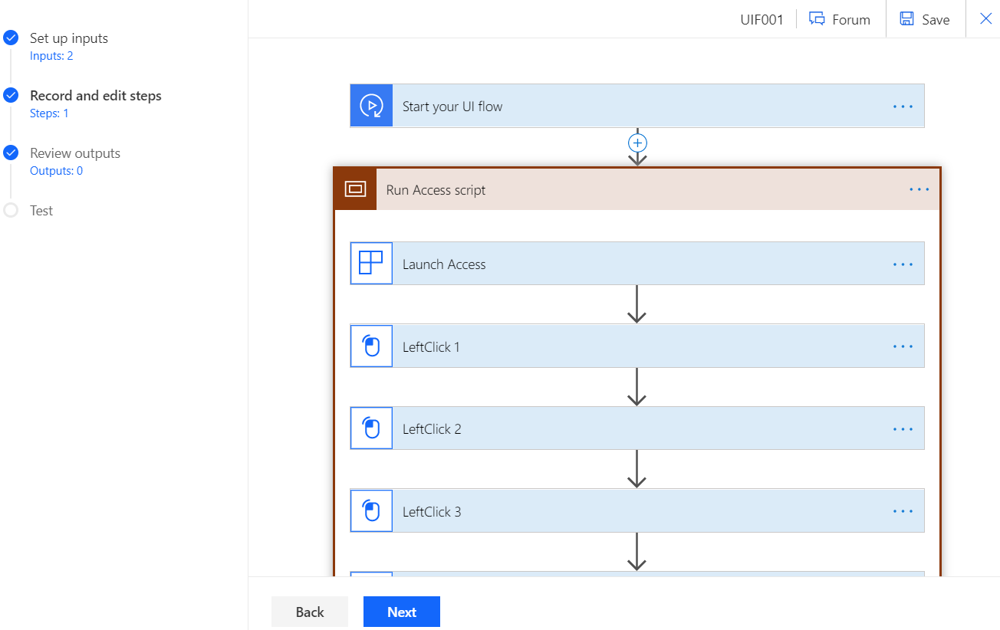 UIF001
Forum
Save
Set up inputs
Inputs: 2
Record and edit steps
Steps: 1
Review outputs
Outputs: 0
Test
Start your UI flow
Run Access script
Launch Access
LeftClick 1
LeftClick 2
LeftClick 3
Back
Next